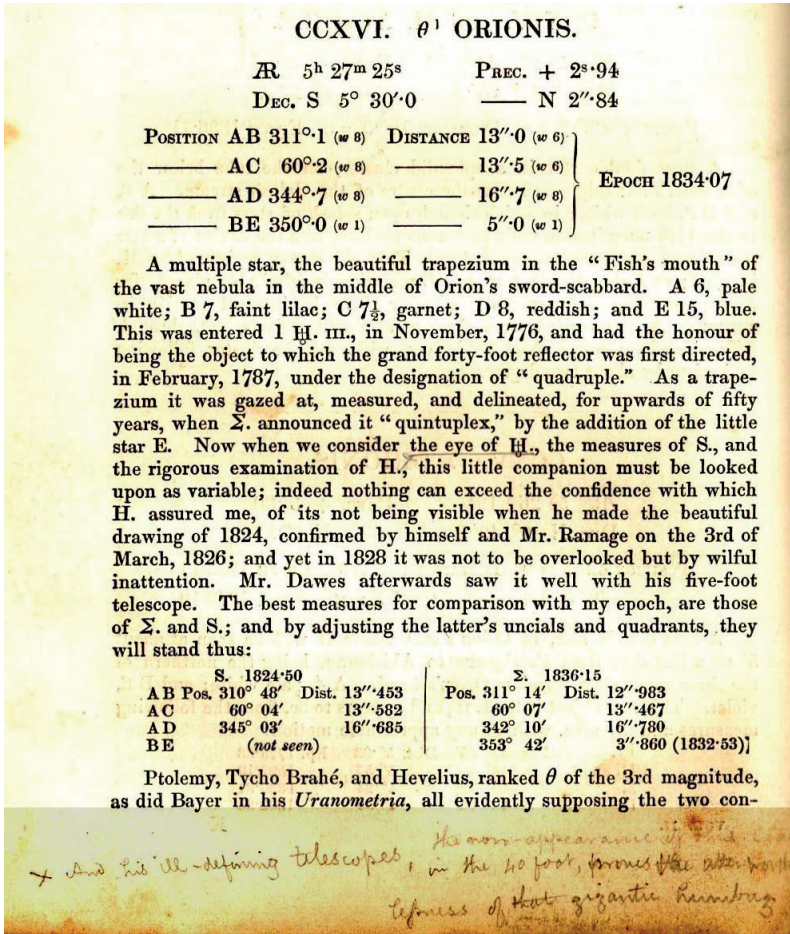 CCXVI. θ¹ ORIONIS.
ÆR 5ʰ 27ᵐ 25ˢ PREC. + 2ˢ·94
DEC. S 5° 30′·0 —— N 2″·84
POSITION AB 311°·1 (w 8) DISTANCE 13″·0 (w 6)
—— AC 60°·2 (w 8) —— 13″·5 (w 6)
EPOCH 1834·07
—— AD 344°·7 (w 8) —— 16″·7 (w 8)
—— BE 350°·0 (w 1) —— 5″·0 (w 1)
A multiple star, the beautiful trapezium in the “Fish's mouth” of
the vast nebula in the middle of Orion's sword-scabbard. A 6, pale
white; B 7, faint lilac; C 7½, garnet; D 8, reddish; and E 15, blue.
This was entered 1 ♅. III., in November, 1776, and had the honour of
being the object to which the grand forty-foot reflector was first directed,
in February, 1787, under the designation of “quadruple.” As a trape-
zium it was gazed at, measured, and delineated, for upwards of fifty
years, when Σ. announced it “quintuplex,” by the addition of the little
star E. Now when we consider the eye of ♅., the measures of S., and
the rigorous examination of H., this little companion must be looked
upon as variable; indeed nothing can exceed the confidence with which
H. assured me, of its not being visible when he made the beautiful
drawing of 1824, confirmed by himself and Mr. Ramage on the 3rd of
March, 1826; and yet in 1828 it was not to be overlooked but by wilful
inattention. Mr. Dawes afterwards saw it well with his five-foot
telescope. The best measures for comparison with my epoch, are those
of Σ. and S.; and by adjusting the latter's uncials and quadrants, they
will stand thus:
S. 1824·50 Σ. 1836·15
AB Pos. 310° 48′ Dist. 13″·453 Pos. 311° 14′ Dist. 12″·983
AC 60° 04′ 13″·582 60° 07′ 13″·467
AD 345° 03′ 16″·685 342° 10′ 16″·780
BE (not seen) 353° 42′ 3″·860 (1832·53)]
Ptolemy, Tycho Brahé, and Hevelius, ranked θ of the 3rd magnitude,
as did Bayer in his Uranometria, all evidently supposing the two con-
the non-appearance of this
x And his ill-defining telescopes, in the 40 foot, proves the
lessness of that gigantic humbug